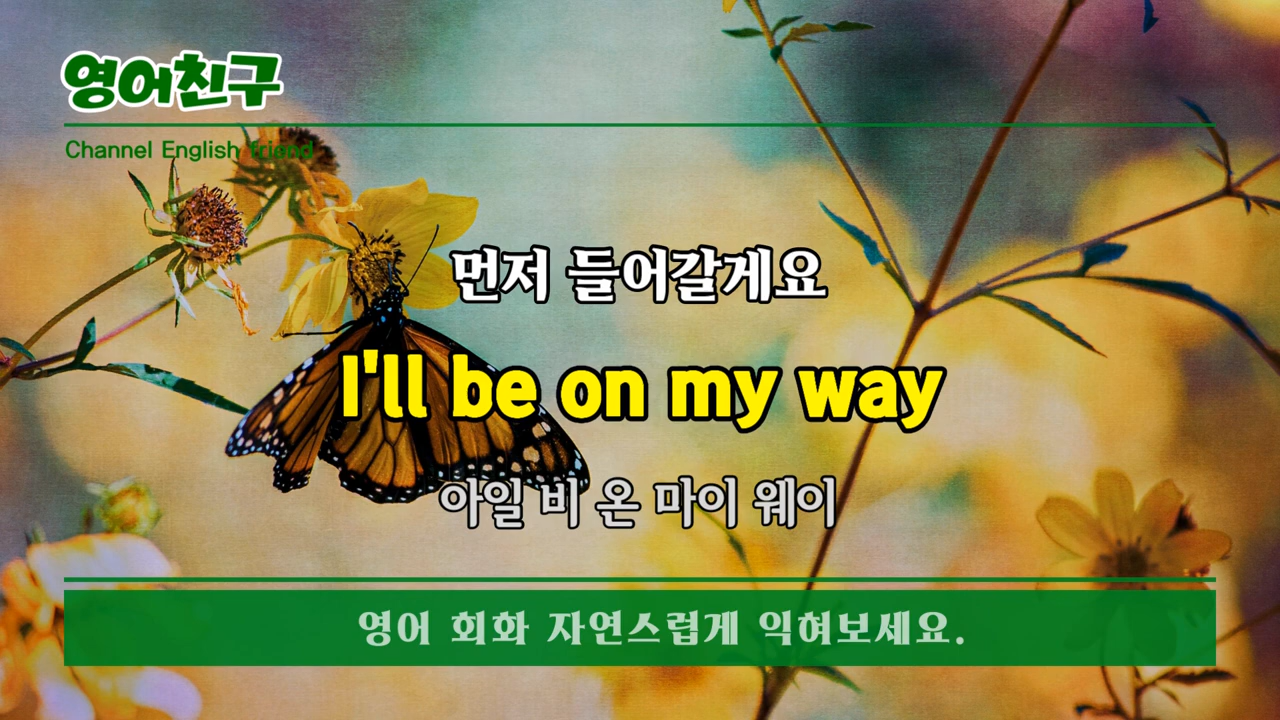 영어친구
Channel English friend
먼저 들어갈게요
I'll be on my way
아일 비 온 마이 웨이
영어 회화 자연스럽게 익혀보세요.